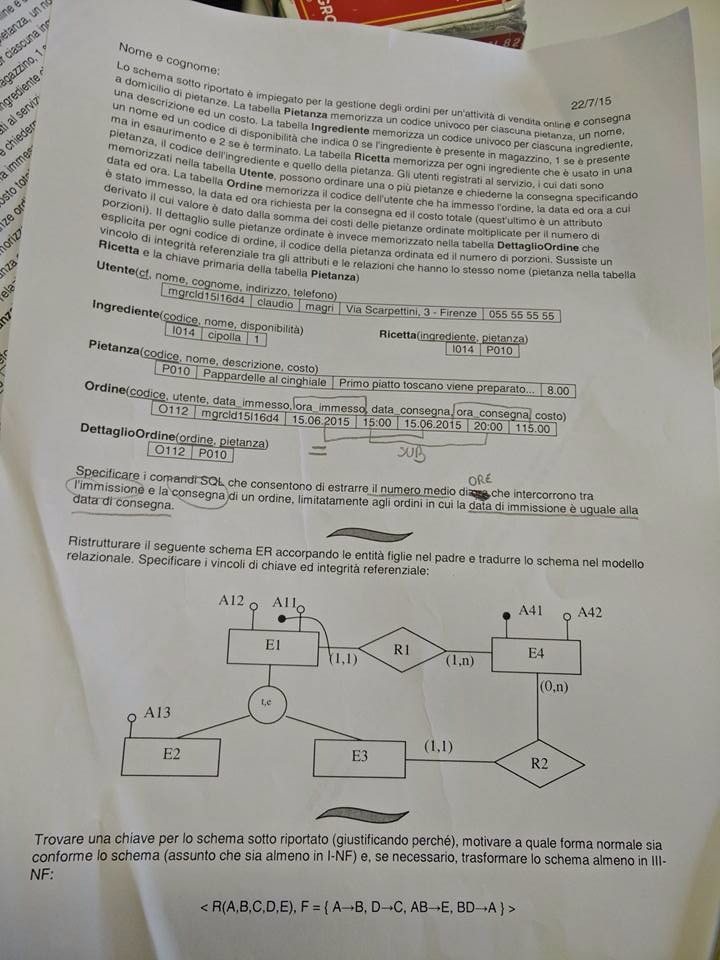 Nome e cognome:
22/7/15
Lo schema sotto riportato è impiegato per la gestione degli ordini per un'attività di vendita online e consegna
a domicilio di pietanze. La tabella Pietanza memorizza un codice univoco per ciascuna pietanza, un nome,
una descrizione ed un costo. La tabella Ingrediente memorizza un codice univoco per ciascuna ingrediente,
un nome ed un codice di disponibilità che indica 0 se l'ingrediente è presente in magazzino, 1 se è presente
ma in esaurimento e 2 se è terminato. La tabella Ricetta memorizza per ogni ingrediente che è usato in una
pietanza, il codice dell'ingrediente e quello della pietanza. Gli utenti registrati al servizio, i cui dati sono
memorizzati nella tabella Utente, possono ordinare una o più pietanze e chiederne la consegna specificando
data ed ora. La tabella Ordine memorizza il codice dell'utente che ha immesso l'ordine, la data ed ora a cui
è stato immesso, la data ed ora richiesta per la consegna ed il costo totale (quest'ultimo è un attributo
derivato il cui valore è dato dalla somma dei costi delle pietanze ordinate moltiplicate per il numero di
porzioni). Il dettaglio sulle pietanze ordinate è invece memorizzato nella tabella DettaglioOrdine che
esplicita per ogni codice di ordine, il codice della pietanza ordinata ed il numero di porzioni. Sussiste un
vincolo di integrità referenziale tra gli attributi e le relazioni che hanno lo stesso nome (pietanza nella tabella
Ricetta e la chiave primaria della tabella Pietanza)
Utente(cf, nome, cognome, indirizzo, telefono)
mgrcld15l16d4 claudio magri Via Scarpettini, 3 - Firenze 055 55 55 55
Ingrediente(codice, nome, disponibilità)
I014 cipolla 1
Ricetta(ingrediente, pietanza)
I014 P010
Pietanza(codice, nome, descrizione, costo)
P010 Pappardelle al cinghiale Primo piatto toscano viene preparato... 8.00
Ordine(codice, utente, data_immesso, ora_immesso, data_consegna, ora_consegna, costo)
O112 mgrcld15l16d4 15.06.2015 15:00 15.06.2015 20:00 115.00
DettaglioOrdine(ordine, pietanza)
O112 P010
= SUB
ORE
Specificare i comandi SQL che consentono di estrarre il numero medio di che intercorrono tra
l'immissione e la consegna di un ordine, limitatamente agli ordini in cui la data di immissione è uguale alla
data di consegna.
Ristrutturare il seguente schema ER accorpando le entità figlie nel padre e tradurre lo schema nel modello
relazionale. Specificare i vincoli di chiave ed integrità referenziale:
A12 A11 A41 A42
E1 (1,1) R1 (1,n) E4
(0,n)
t,e
A13
E2 E3 (1,1) R2
Trovare una chiave per lo schema sotto riportato (giustificando perché), motivare a quale forma normale sia
conforme lo schema (assunto che sia almeno in I-NF) e, se necessario, trasformare lo schema almeno in III-
NF:
< R(A,B,C,D,E), F = { A→B, D→C, AB→E, BD→A } >